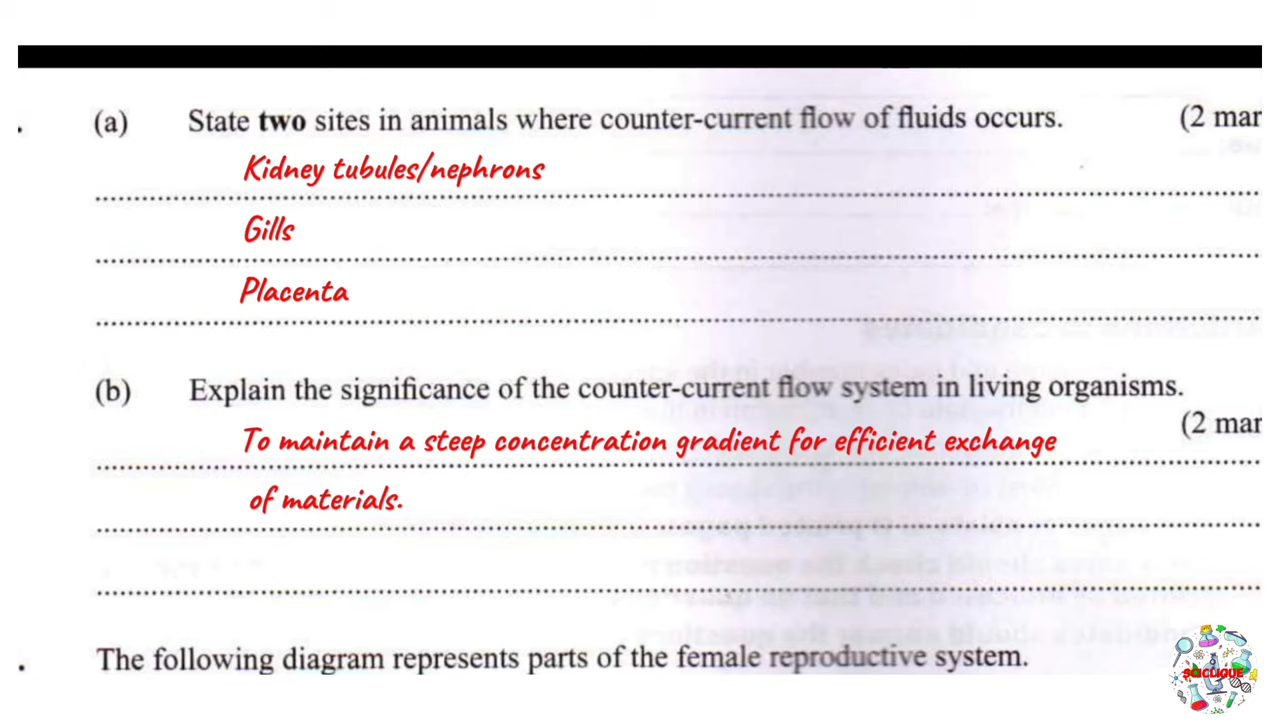 (a) State two sites in animals where counter-current flow of fluids occurs. (2 mar
Kidney tubules/nephrons
Gills
Placenta
(b) Explain the significance of the counter-current flow system in living organisms.
(2 mar
To maintain a steep concentration gradient for efficient exchange
of materials.
The following diagram represents parts of the female reproductive system.
SCICLIQUE